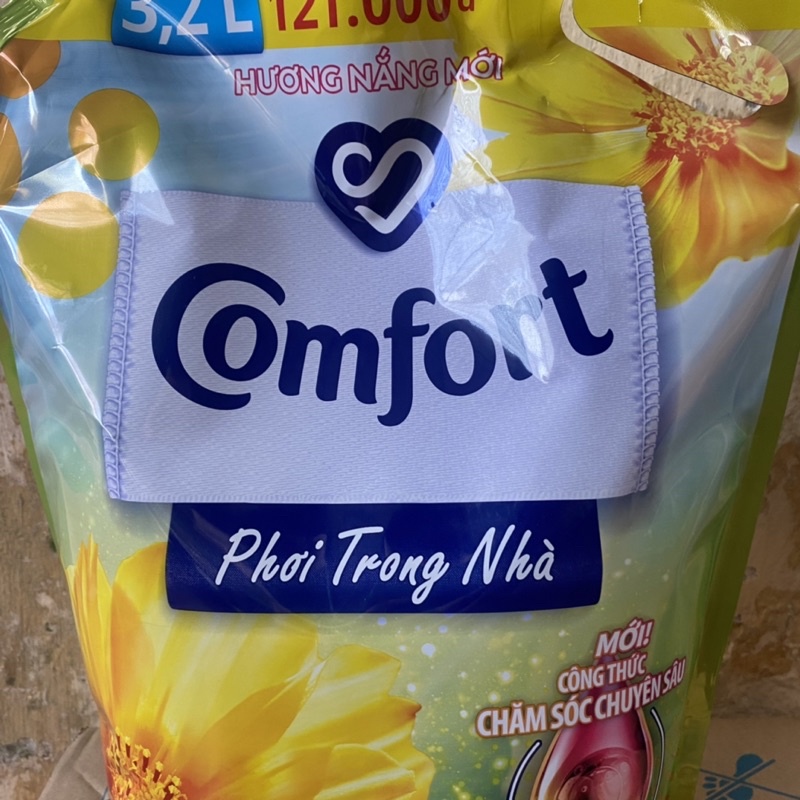 3,2 L 121.000đ
HƯƠNG NẮNG MỚI
Comfort
Phơi Trong Nhà
MỚI!
CÔNG THỨC
CHĂM SÓC CHUYÊN SÂU